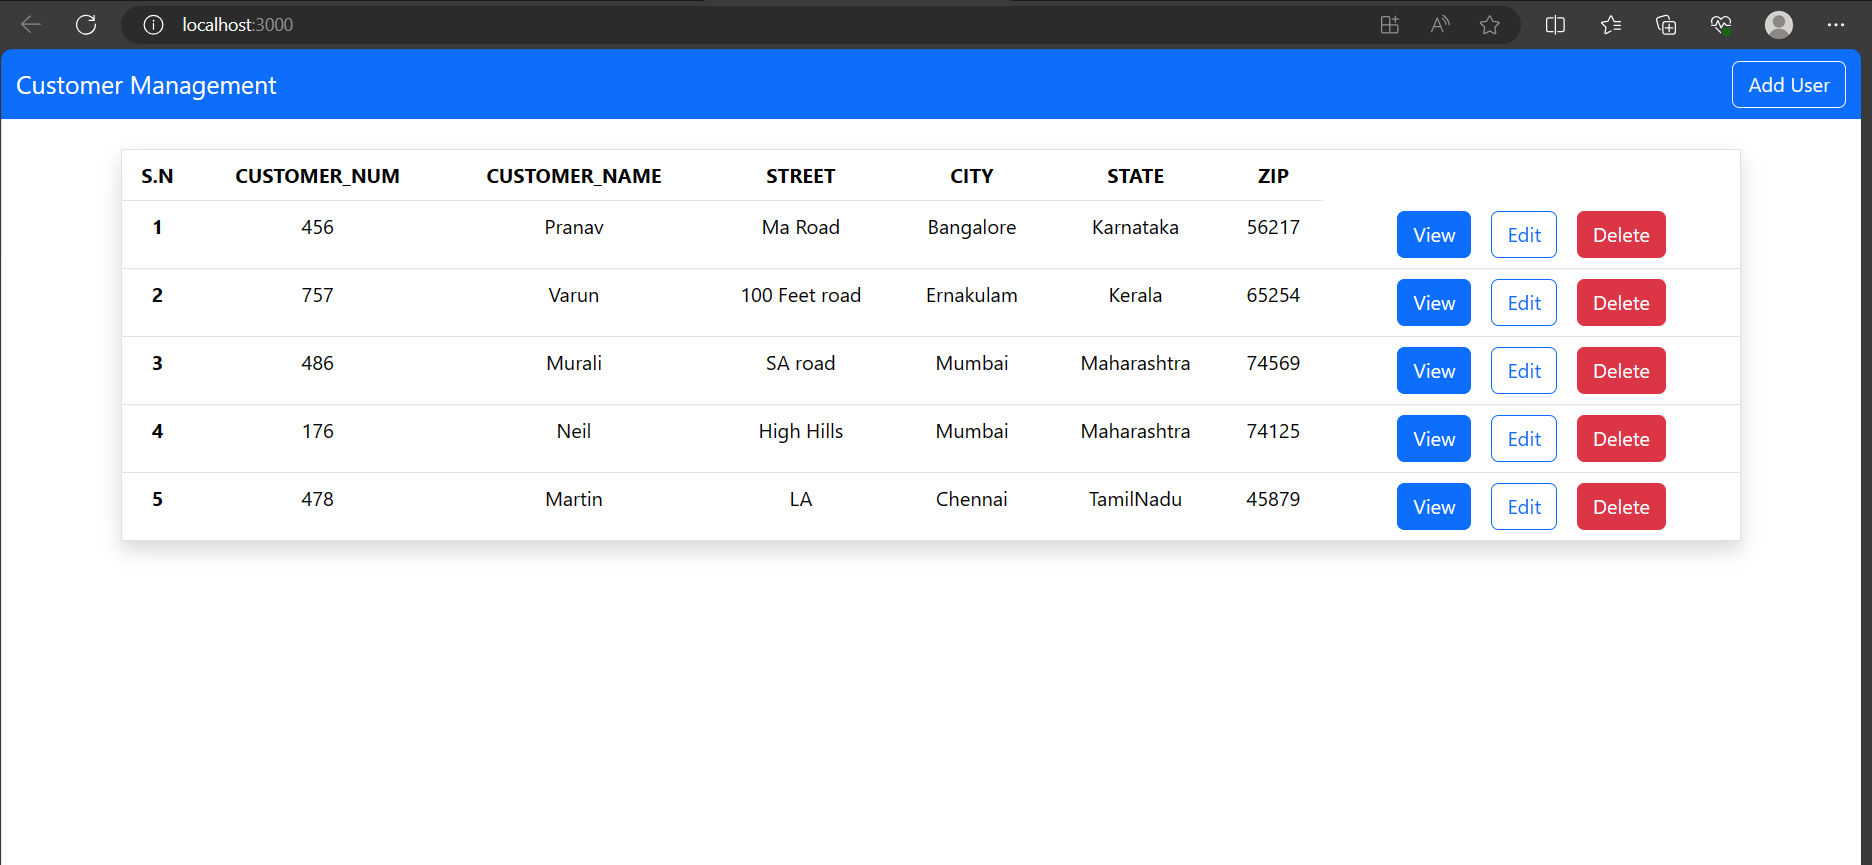 localhost:3000
Customer Management Add User
S.N CUSTOMER_NUM CUSTOMER_NAME STREET CITY STATE ZIP
1 456 Pranav Ma Road Bangalore Karnataka 56217 View Edit Delete
2 757 Varun 100 Feet road Ernakulam Kerala 65254 View Edit Delete
3 486 Murali SA road Mumbai Maharashtra 74569 View Edit Delete
4 176 Neil High Hills Mumbai Maharashtra 74125 View Edit Delete
5 478 Martin LA Chennai TamilNadu 45879 View Edit Delete